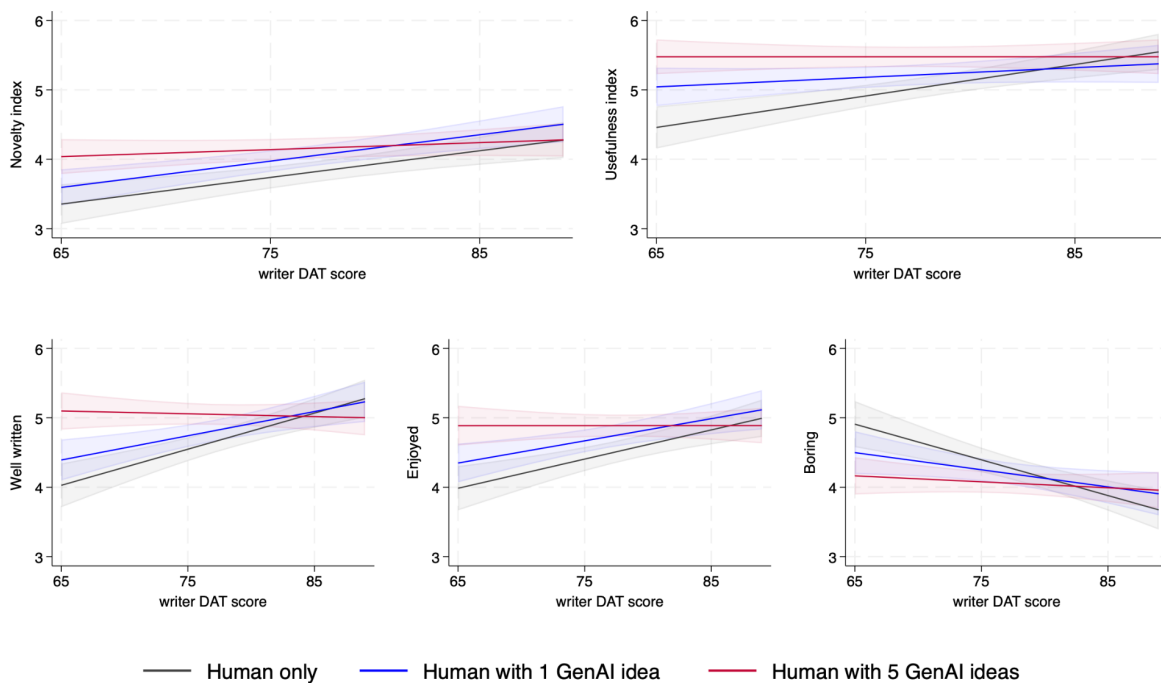 Novelty index
6
5
4
3
65
75
85
writer DAT score
Usefulness index
6
5
4
3
65
75
85
writer DAT score
Well written
6
5
4
3
65
75
85
writer DAT score
Enjoyed
6
5
4
3
65
75
85
writer DAT score
Boring
6
5
4
3
65
75
85
writer DAT score
Human only
Human with 1 GenAI idea
Human with 5 GenAI ideas